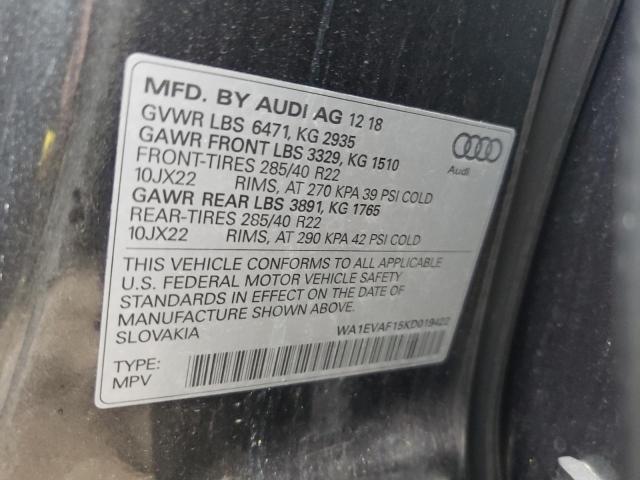 MFD. BY AUDI AG 12 18
GVWR LBS 6471, KG 2935
GAWR FRONT LBS 3329, KG 1510
FRONT-TIRES 285/40 R22
10JX22 RIMS, AT 270 KPA 39 PSI COLD
GAWR REAR LBS 3891, KG 1765
REAR-TIRES 285/40 R22
10JX22 RIMS, AT 290 KPA 42 PSI COLD
Audi
THIS VEHICLE CONFORMS TO ALL APPLICABLE
U.S. FEDERAL MOTOR VEHICLE SAFETY
STANDARDS IN EFFECT ON THE DATE OF
MANUFACTURE SHOWN ABOVE.
SLOVAKIA
WA1EVAF15KD019422
TYPE:
MPV